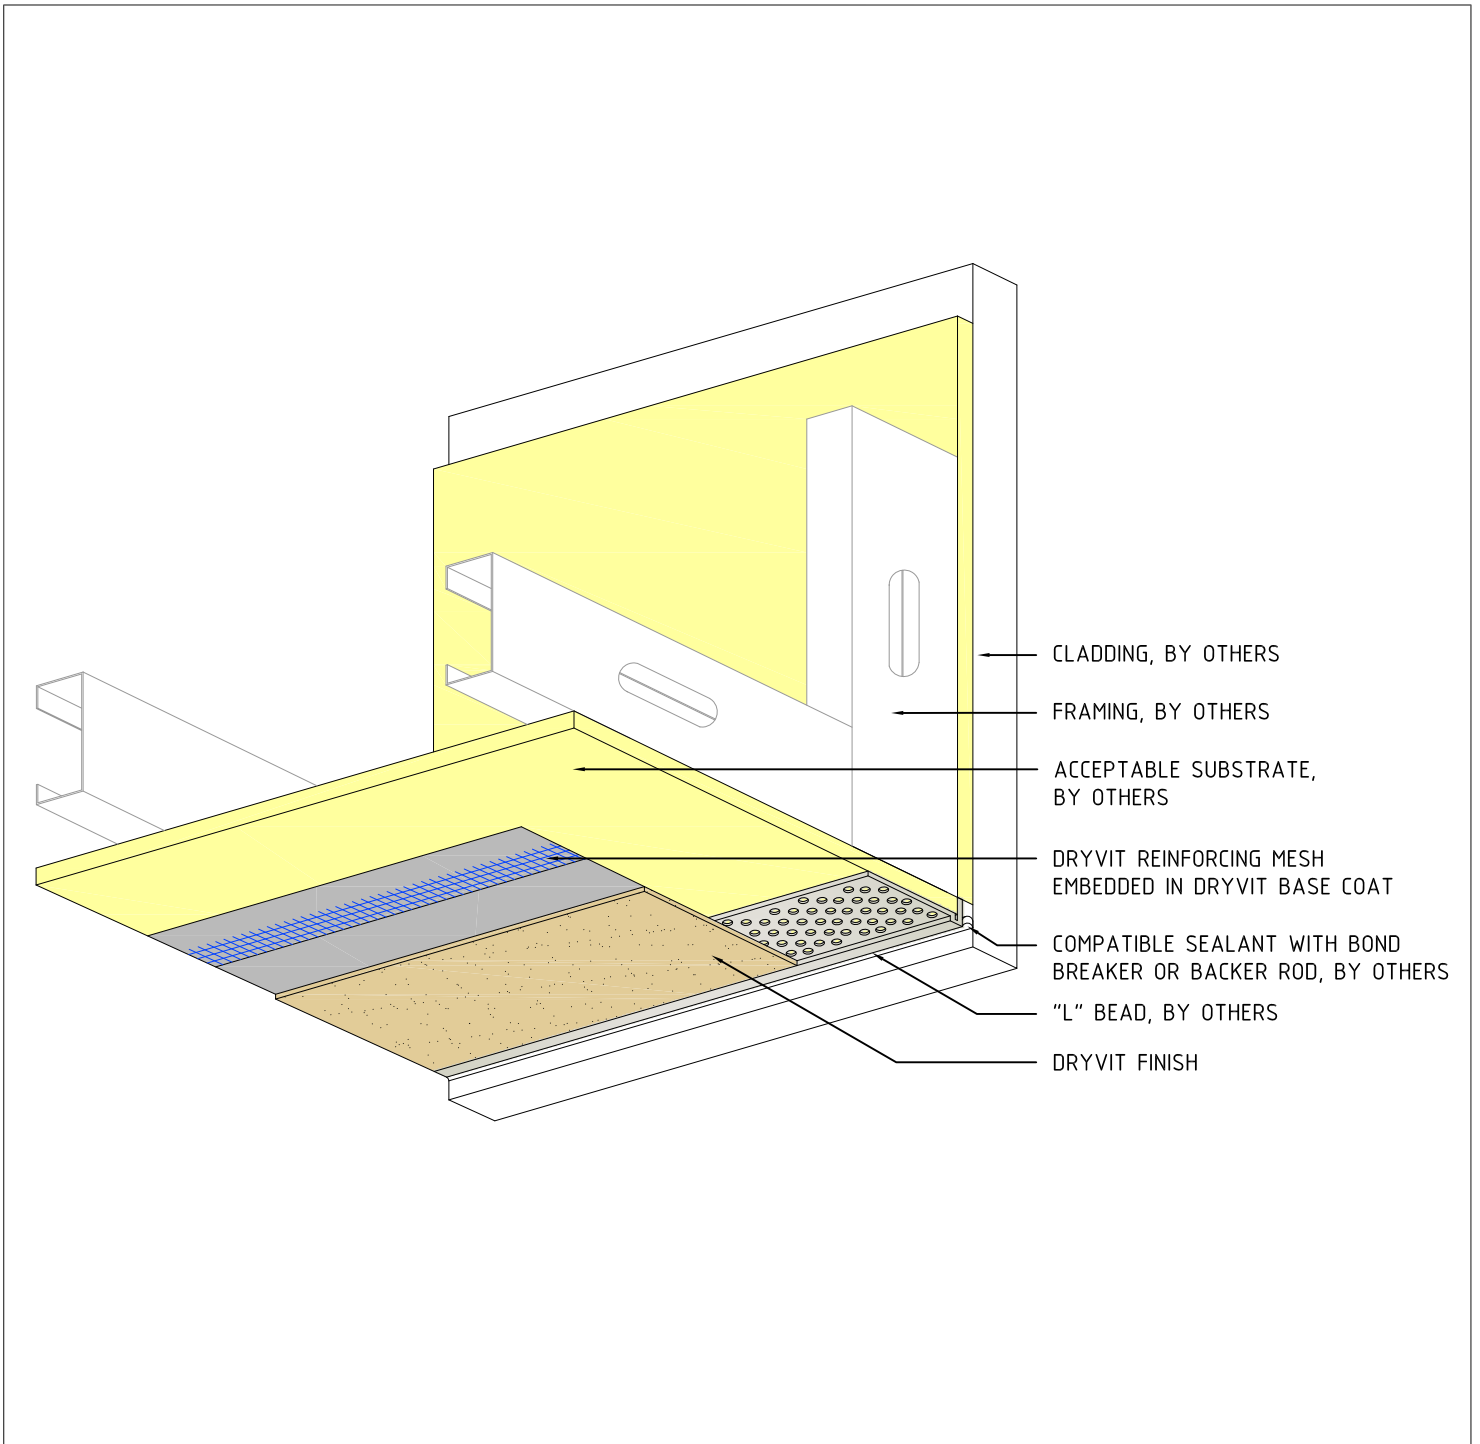 CLADDING, BY OTHERS
FRAMING, BY OTHERS
ACCEPTABLE SUBSTRATE,
BY OTHERS
DRYVIT REINFORCING MESH
EMBEDDED IN DRYVIT BASE COAT
COMPATIBLE SEALANT WITH BOND
BREAKER OR BACKER ROD, BY OTHERS
"L" BEAD, BY OTHERS
DRYVIT FINISH